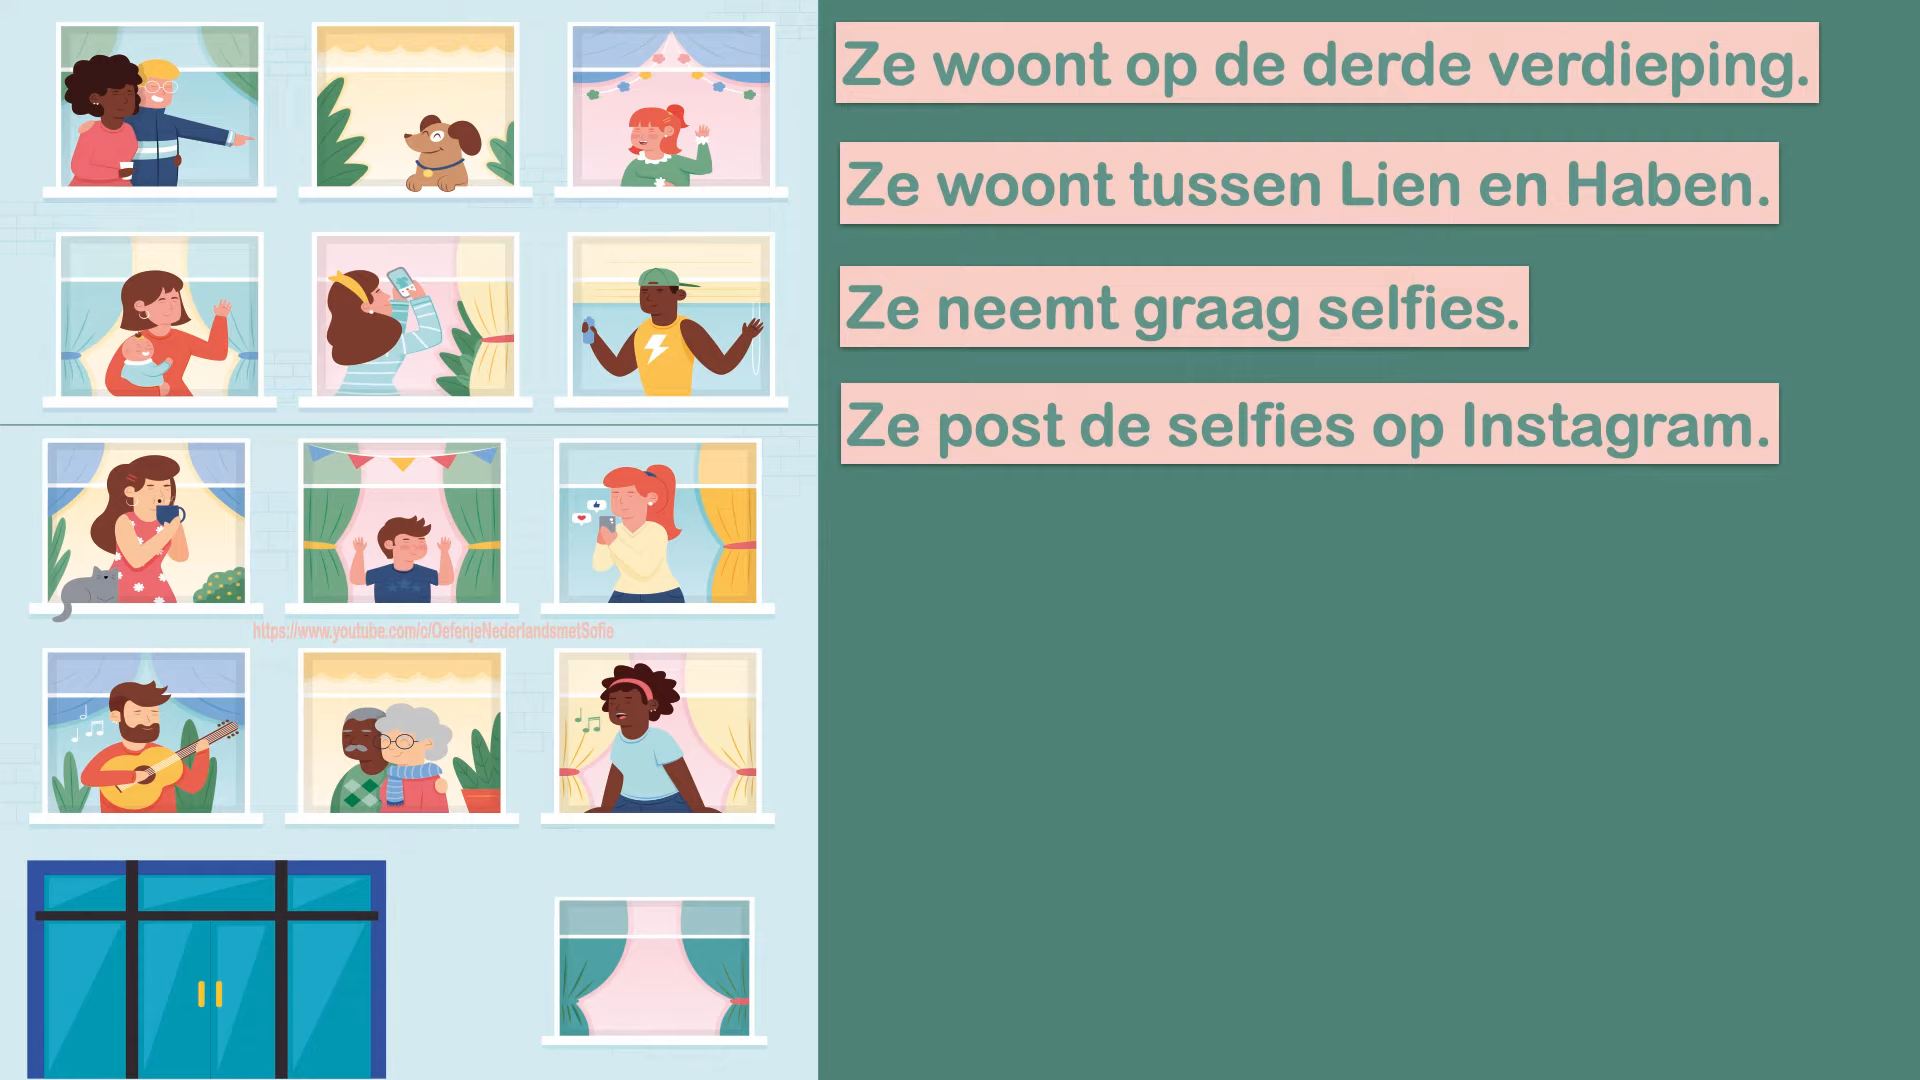 Ze woont op de derde verdieping.
Ze woont tussen Lien en Haben.
Ze neemt graag selfies.
Ze post de selfies op Instagram.
https://www.youtube.com/c/OefenjeNederlandsmetSofie